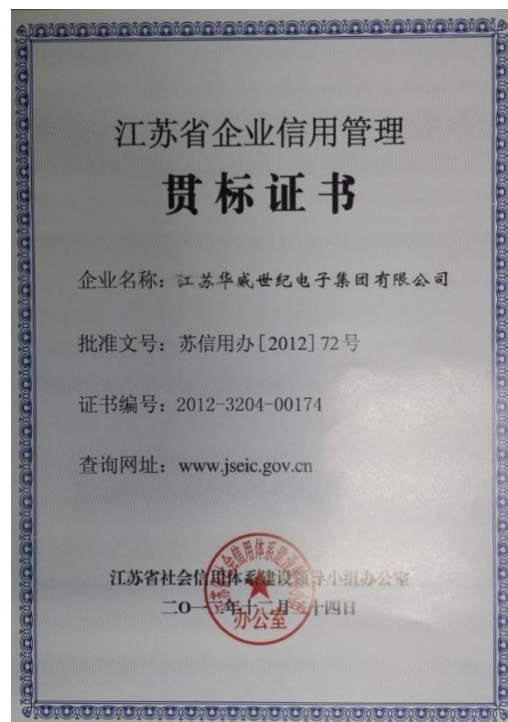 江苏省企业信用管理
贯标证书
企业名称：江苏华威世纪电子集团有限公司
批准文号：苏信用办[2012]72号
证书编号：2012-3204-00174
查询网址：www.jseic.gov.cn
江苏省社会信用体系建设领导小组办公室
二〇一二年十二月 十四日
办公室